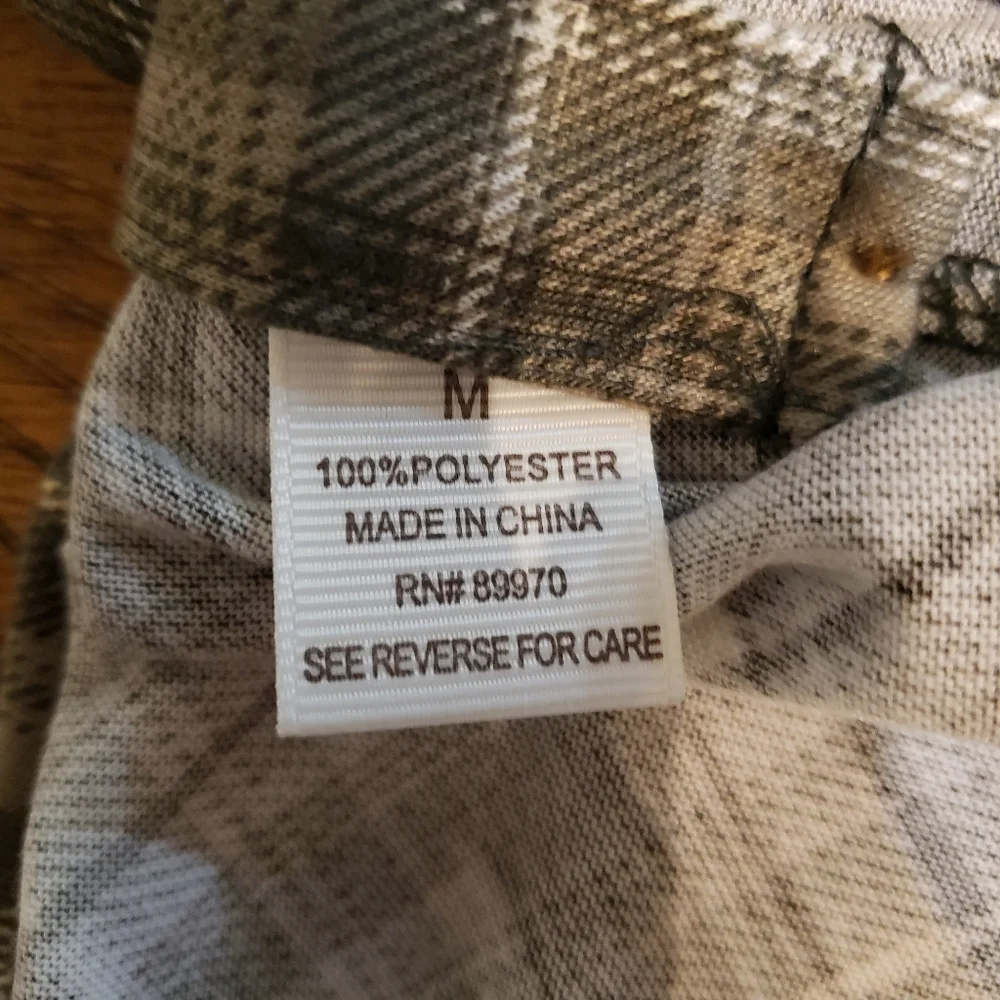 M
100%POLYESTER
MADE IN CHINA
RN# 89970
SEE REVERSE FOR CARE